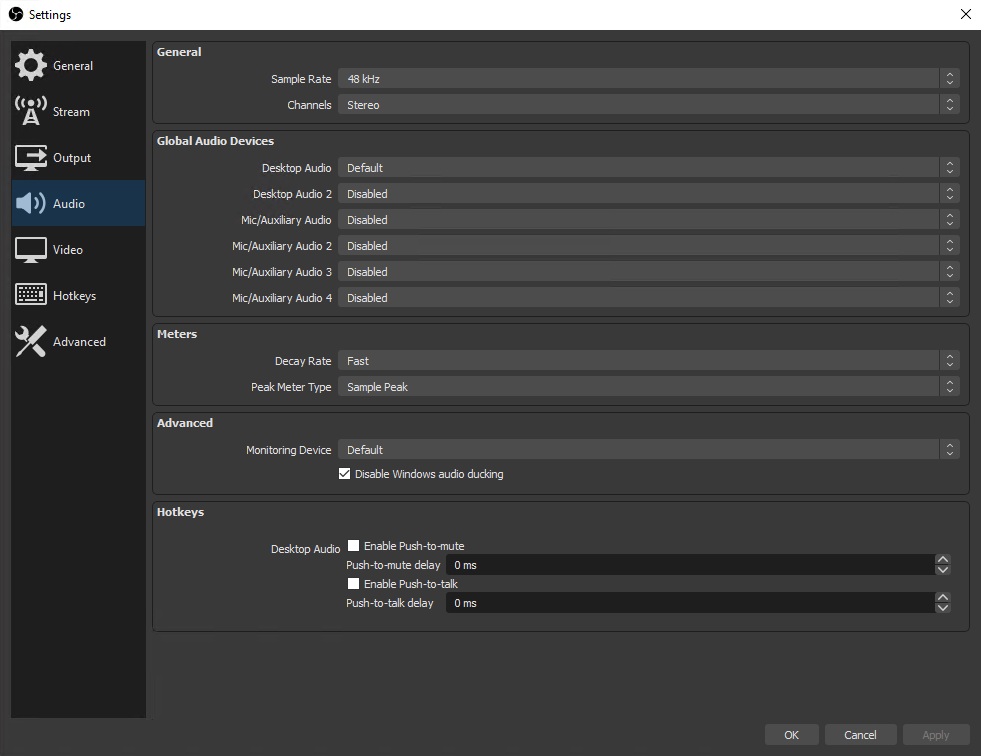 Settings
General
Stream
Output
Audio
Video
Hotkeys
Advanced
General
Sample Rate 48 kHz
Channels Stereo
Global Audio Devices
Desktop Audio Default
Desktop Audio 2 Disabled
Mic/Auxiliary Audio Disabled
Mic/Auxiliary Audio 2 Disabled
Mic/Auxiliary Audio 3 Disabled
Mic/Auxiliary Audio 4 Disabled
Meters
Decay Rate Fast
Peak Meter Type Sample Peak
Advanced
Monitoring Device Default
Disable Windows audio ducking
Hotkeys
Desktop Audio Enable Push-to-mute
Push-to-mute delay 0 ms
Enable Push-to-talk
Push-to-talk delay 0 ms
OK Cancel Apply